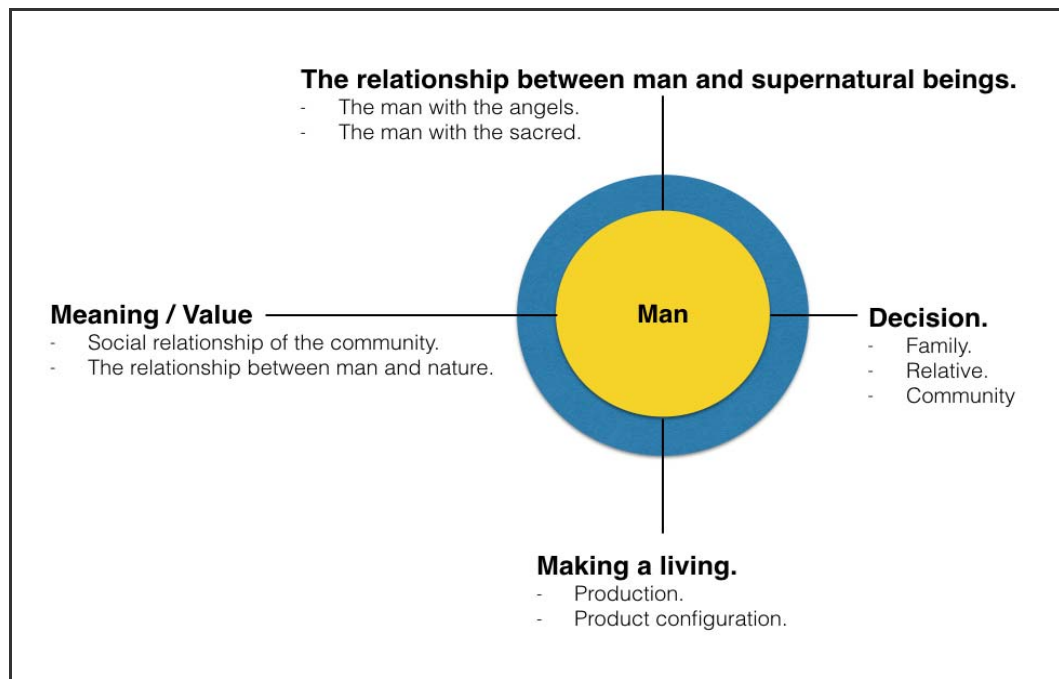 The relationship between man and supernatural beings.
- The man with the angels.
- The man with the sacred.
Meaning / Value
- Social relationship of the community.
- The relationship between man and nature.
Man
Decision.
- Family.
- Relative.
- Community
Making a living.
- Production.
- Product configuration.